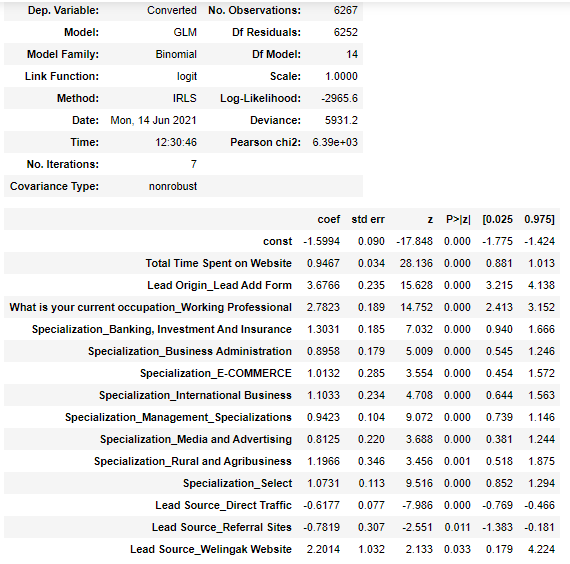 Dep. Variable: Converted No. Observations: 6267
Model: GLM Df Residuals: 6252
Model Family: Binomial Df Model: 14
Link Function: logit Scale: 1.0000
Method: IRLS Log-Likelihood: -2965.6
Date: Mon, 14 Jun 2021 Deviance: 5931.2
Time: 12:30:46 Pearson chi2: 6.39e+03
No. Iterations: 7
Covariance Type: nonrobust
coef std err z P>|z| [0.025 0.975]
const -1.5994 0.090 -17.848 0.000 -1.775 -1.424
Total Time Spent on Website 0.9467 0.034 28.136 0.000 0.881 1.013
Lead Origin_Lead Add Form 3.6766 0.235 15.628 0.000 3.215 4.138
What is your current occupation_Working Professional 2.7823 0.189 14.752 0.000 2.413 3.152
Specialization_Banking, Investment And Insurance 1.3031 0.185 7.032 0.000 0.940 1.666
Specialization_Business Administration 0.8958 0.179 5.009 0.000 0.545 1.246
Specialization_E-COMMERCE 1.0132 0.285 3.554 0.000 0.454 1.572
Specialization_International Business 1.1033 0.234 4.708 0.000 0.644 1.563
Specialization_Management_Specializations 0.9423 0.104 9.072 0.000 0.739 1.146
Specialization_Media and Advertising 0.8125 0.220 3.688 0.000 0.381 1.244
Specialization_Rural and Agribusiness 1.1966 0.346 3.456 0.001 0.518 1.875
Specialization_Select 1.0731 0.113 9.516 0.000 0.852 1.294
Lead Source_Direct Traffic -0.6177 0.077 -7.986 0.000 -0.769 -0.466
Lead Source_Referral Sites -0.7819 0.307 -2.551 0.011 -1.383 -0.181
Lead Source_Welingak Website 2.2014 1.032 2.133 0.033 0.179 4.224